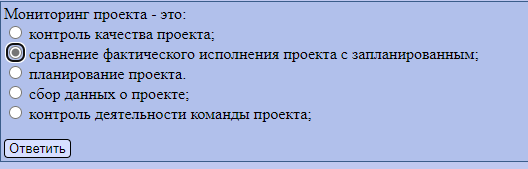 Мониторинг проекта - это:
контроль качества проекта;
сравнение фактического исполнения проекта с запланированным;
планирование проекта.
сбор данных о проекте;
контроль деятельности команды проекта;
Ответить